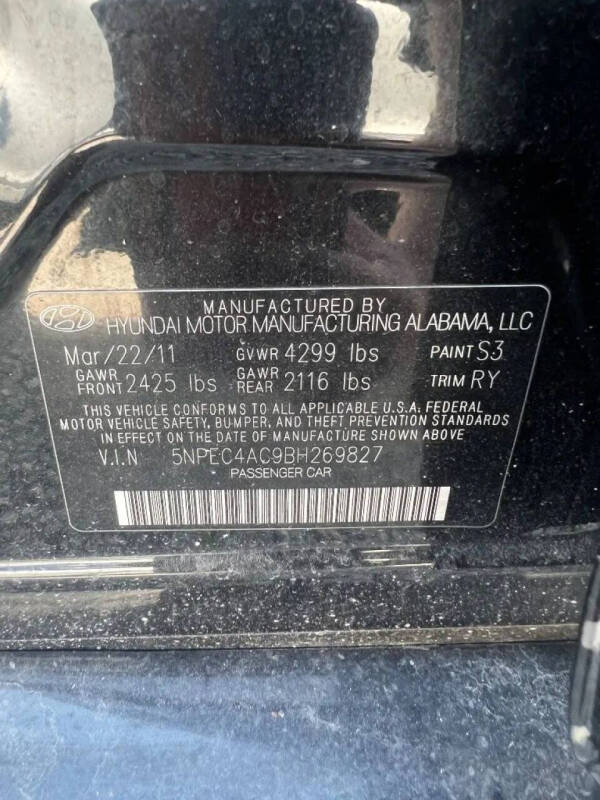 MANUFACTURED BY
HYUNDAI MOTOR MANUFACTURING ALABAMA, LLC
Mar/22/11 GVWR 4299 lbs PAINT S3
GAWR FRONT 2425 lbs GAWR REAR 2116 lbs TRIM RY
THIS VEHICLE CONFORMS TO ALL APPLICABLE U.S.A. FEDERAL
MOTOR VEHICLE SAFETY, BUMPER, AND THEFT PREVENTION STANDARDS
IN EFFECT ON THE DATE OF MANUFACTURE SHOWN ABOVE
V.I.N 5NPEC4AC9BH269827
PASSENGER CAR